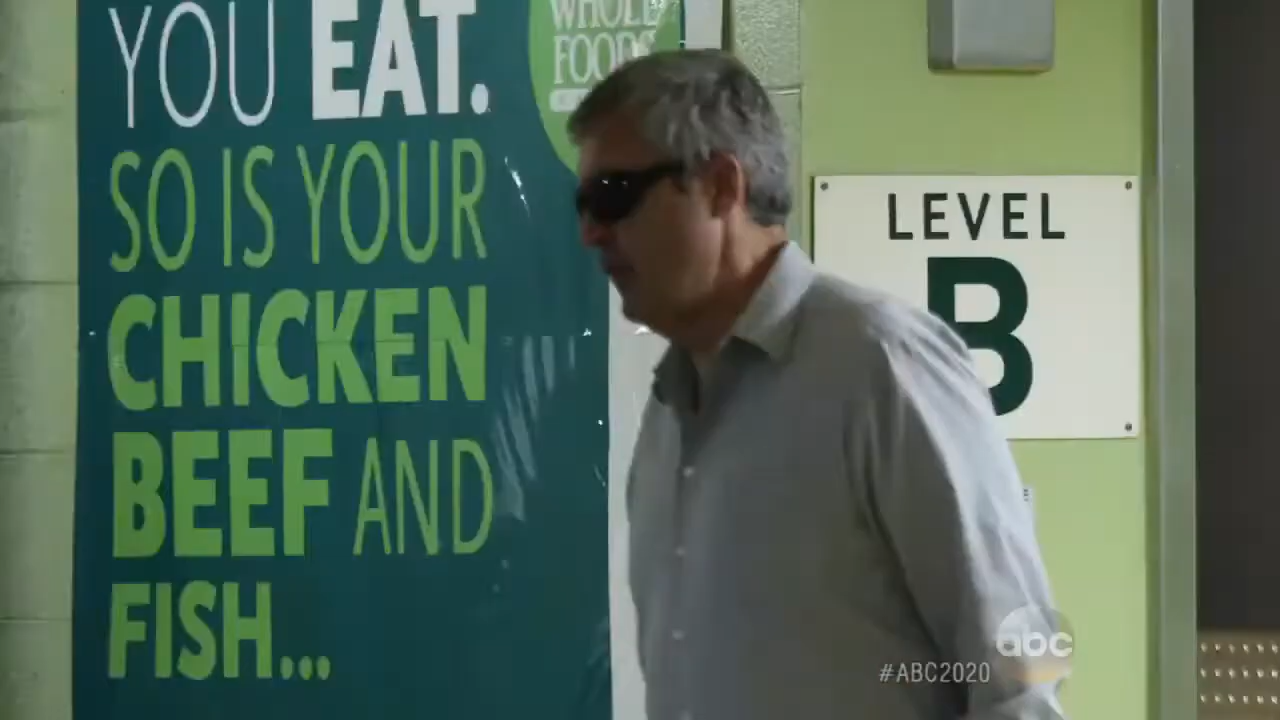 YOU EAT.
SO IS YOUR
CHICKEN
BEEF AND
FISH...
WHOLE
FOODS
LEVEL
B
abc
#ABC2020